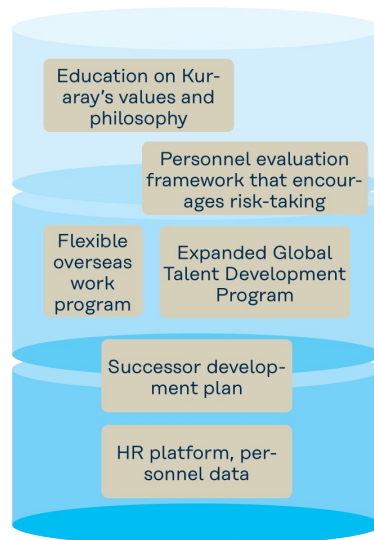 Education on Kur-
aray's values and
philosophy
Personnel evaluation
framework that encour-
ages risk-taking
Flexible
overseas
work
program
Expanded Global
Talent Development
Program
Successor develop-
ment plan
HR platform, per-
sonnel data